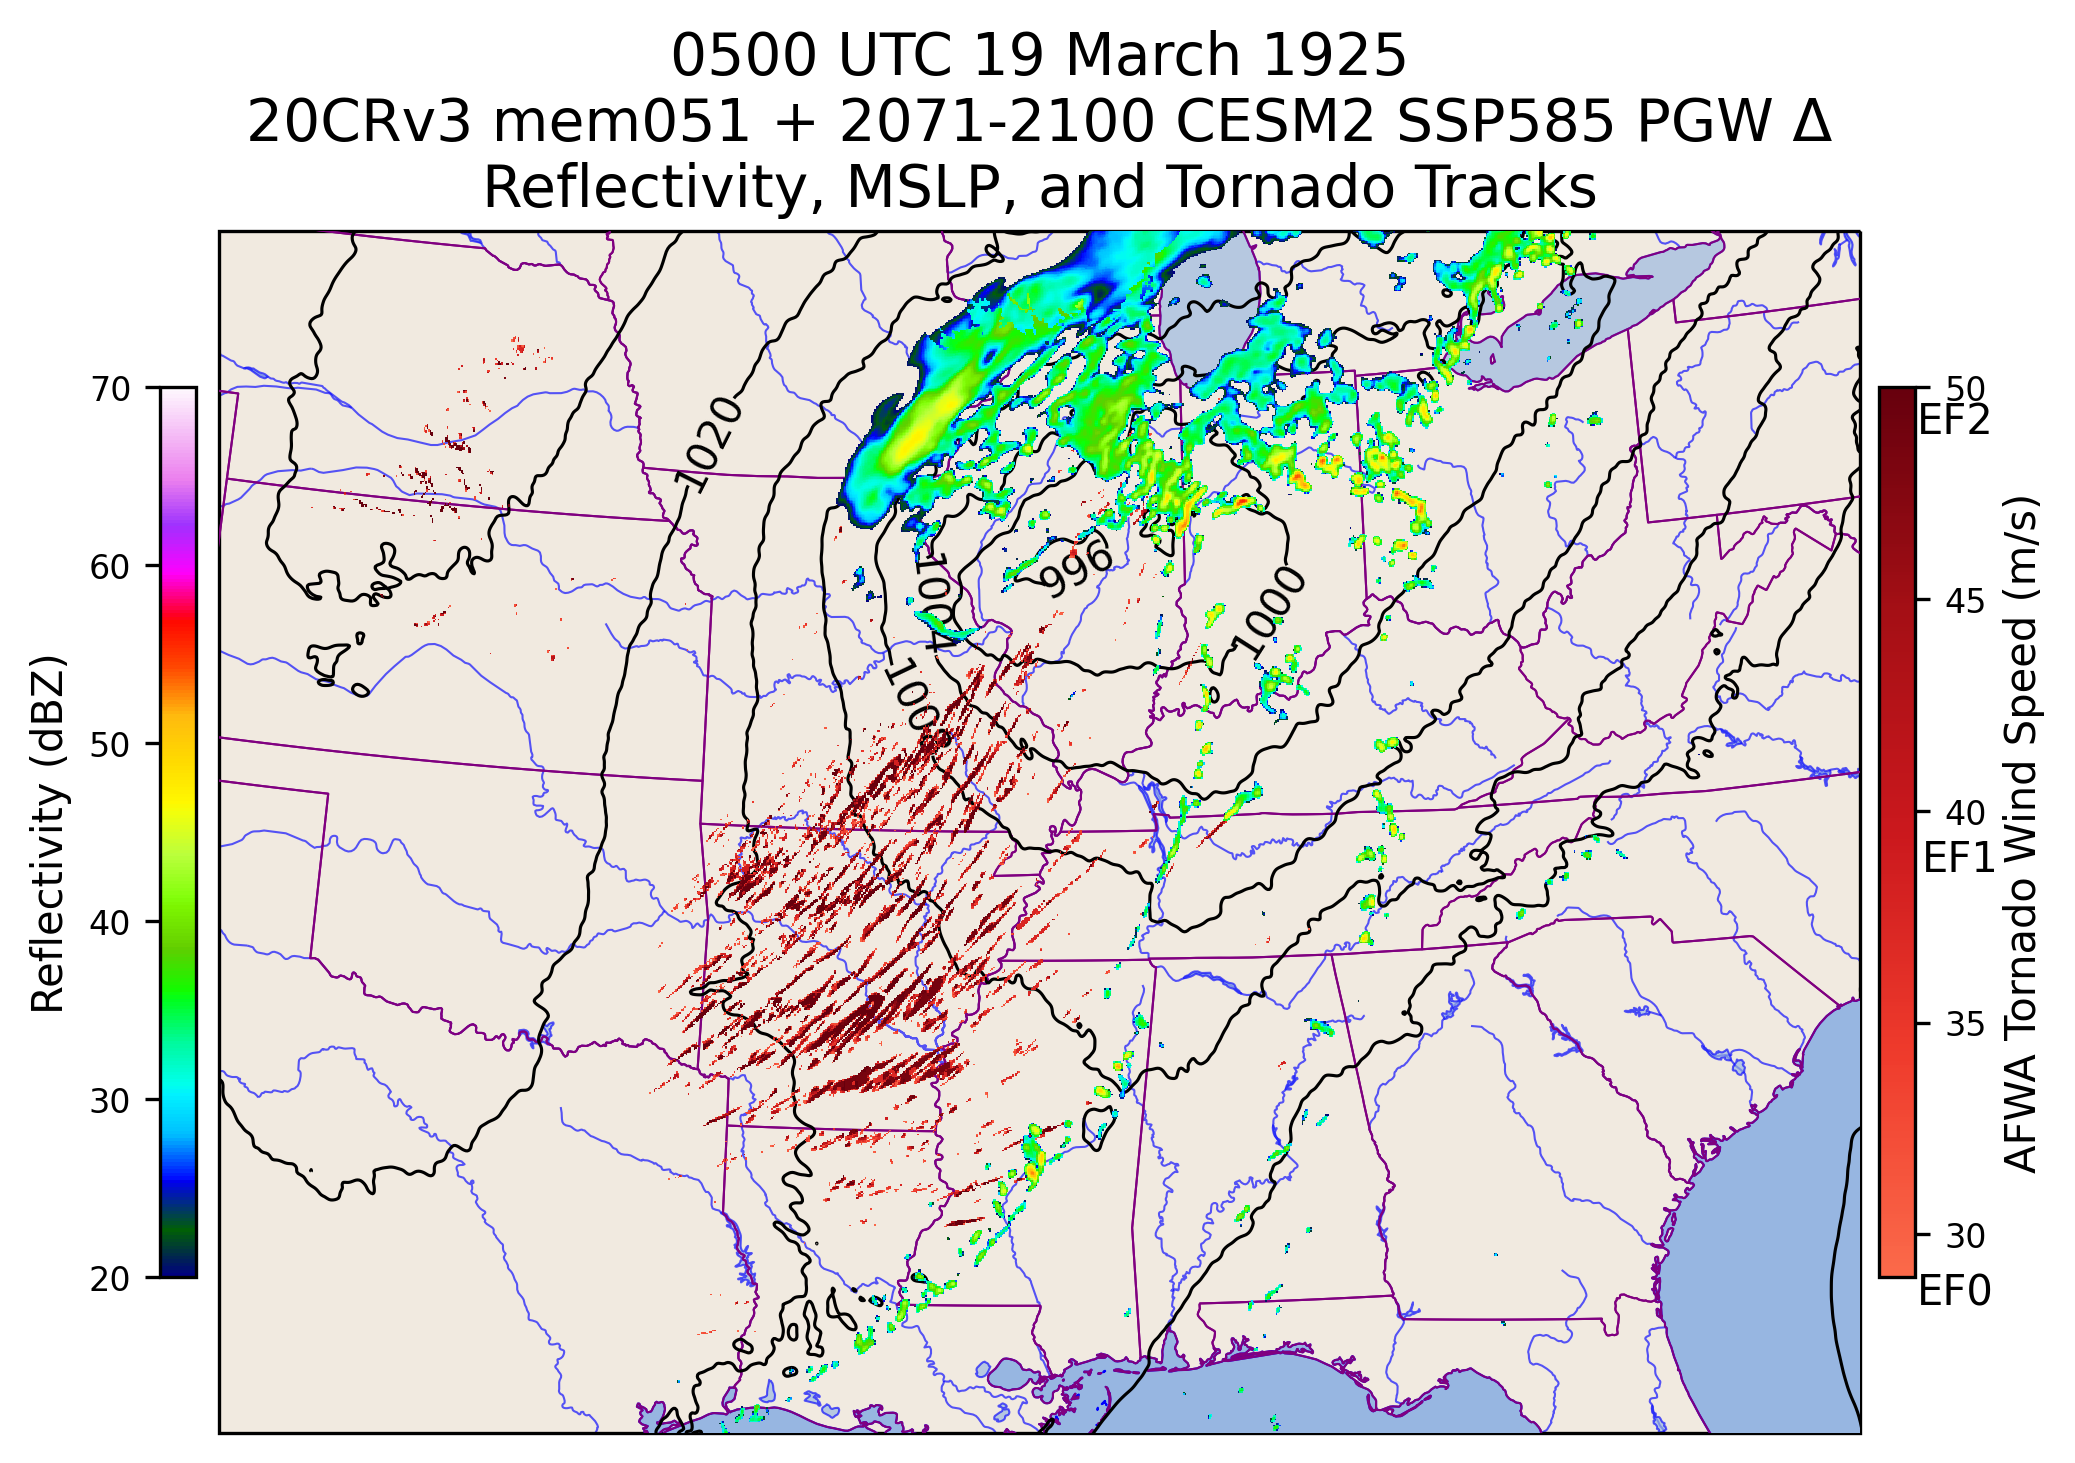 0500 UTC 19 March 1925
20CRv3 mem051 + 2071-2100 CESM2 SSP585 PGW Δ
Reflectivity, MSLP, and Tornado Tracks
70
60
50
40
30
20
Reflectivity (dBZ)
1020
996
1004
1000
1008
50
EF2
45
40
EF1
35
30
EF0
AFWA Tornado Wind Speed (m/s)